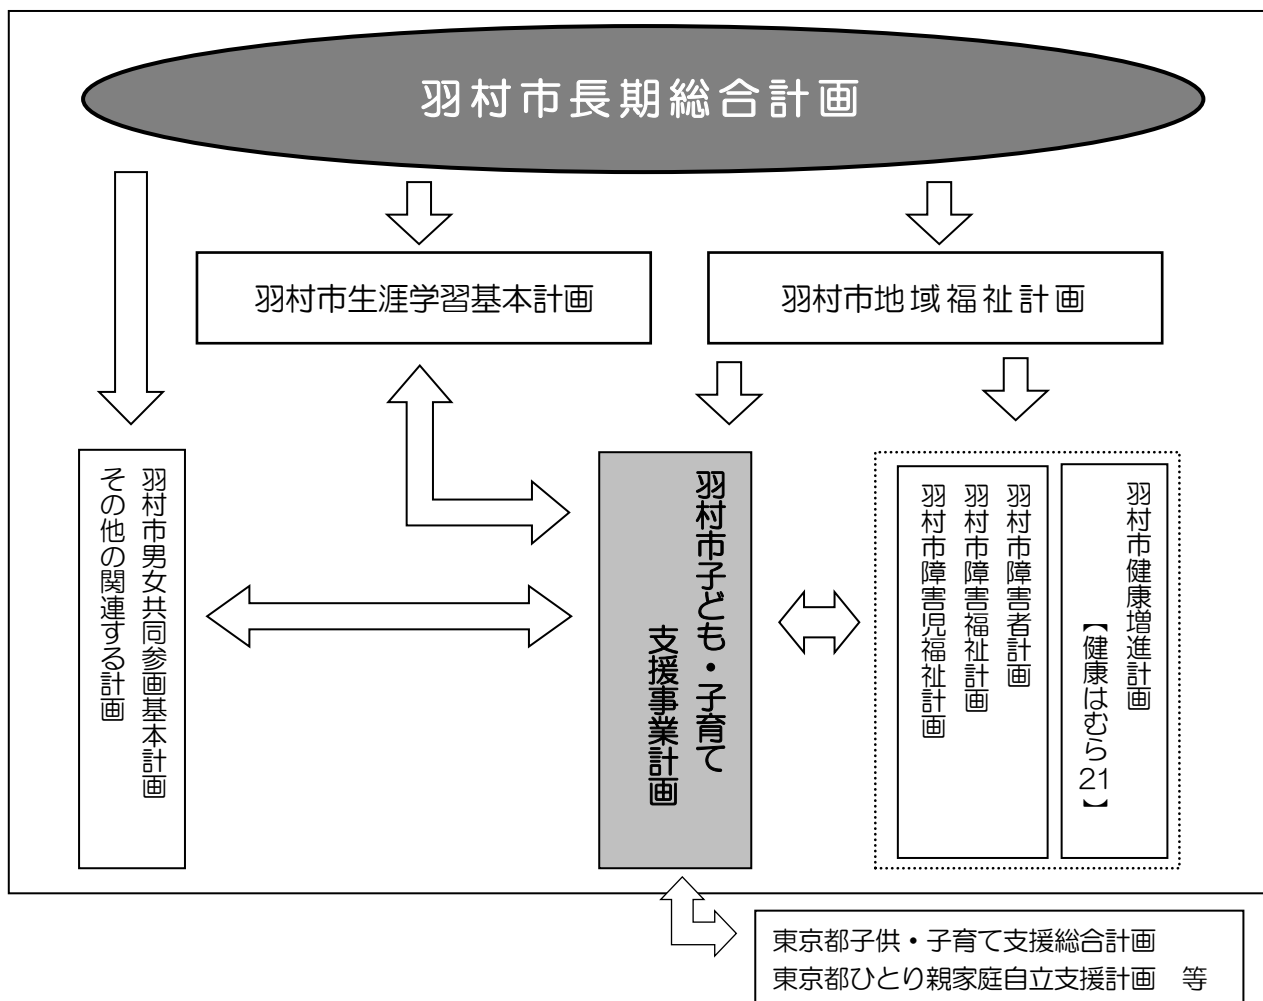 羽村市長期総合計画
羽村市生涯学習基本計画
羽村市地域福祉計画
羽村市男女共同参画基本計画
その他の関連する計画
羽村市子ども・子育て
支援事業計画
羽村市障害者計画
羽村市障害福祉計画
羽村市障害児福祉計画
羽村市健康増進計画
【健康はむら21】
東京都子供・子育て支援総合計画
東京都ひとり親家庭自立支援計画　等